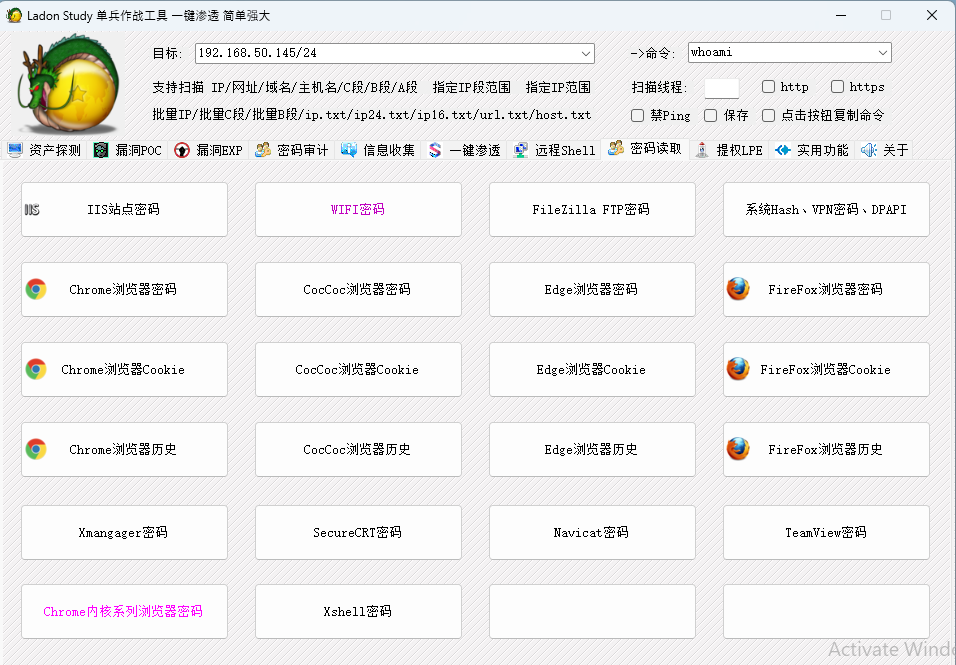 Ladon Study 单兵作战工具 一键渗透 简单强大
目标: 192.168.50.145/24 ->命令: whoami
支持扫描 IP/网址/域名/主机名/C段/B段/A段 指定IP段范围 指定IP范围 扫描线程: http https
批量IP/批量C段/批量B段/ip.txt/ip24.txt/ip16.txt/url.txt/host.txt 禁Ping 保存 点击按钮复制命令
资产探测 漏洞POC 漏洞EXP 密码审计 信息收集 一键渗透 远程Shell 密码读取 提权LPE 实用功能 关于
IIS IIS站点密码 WIFI密码 FileZilla FTP密码 系统Hash、VPN密码、DPAPI
Chrome浏览器密码 CocCoc浏览器密码 Edge浏览器密码 FireFox浏览器密码
Chrome浏览器Cookie CocCoc浏览器Cookie Edge浏览器Cookie FireFox浏览器Cookie
Chrome浏览器历史 CocCoc浏览器历史 Edge浏览器历史 FireFox浏览器历史
Xmangager密码 SecureCRT密码 Navicat密码 TeamView密码
Chrome内核系列浏览器密码 Xshell密码
Activate Windo